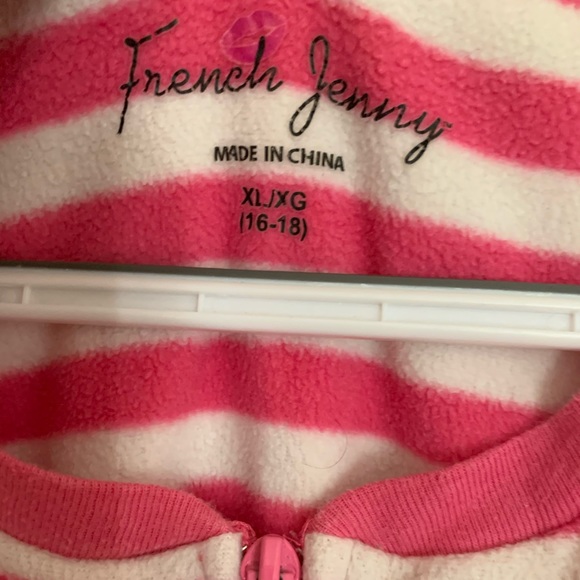 French Jenny
MADE IN CHINA
XL/XG
(16-18)